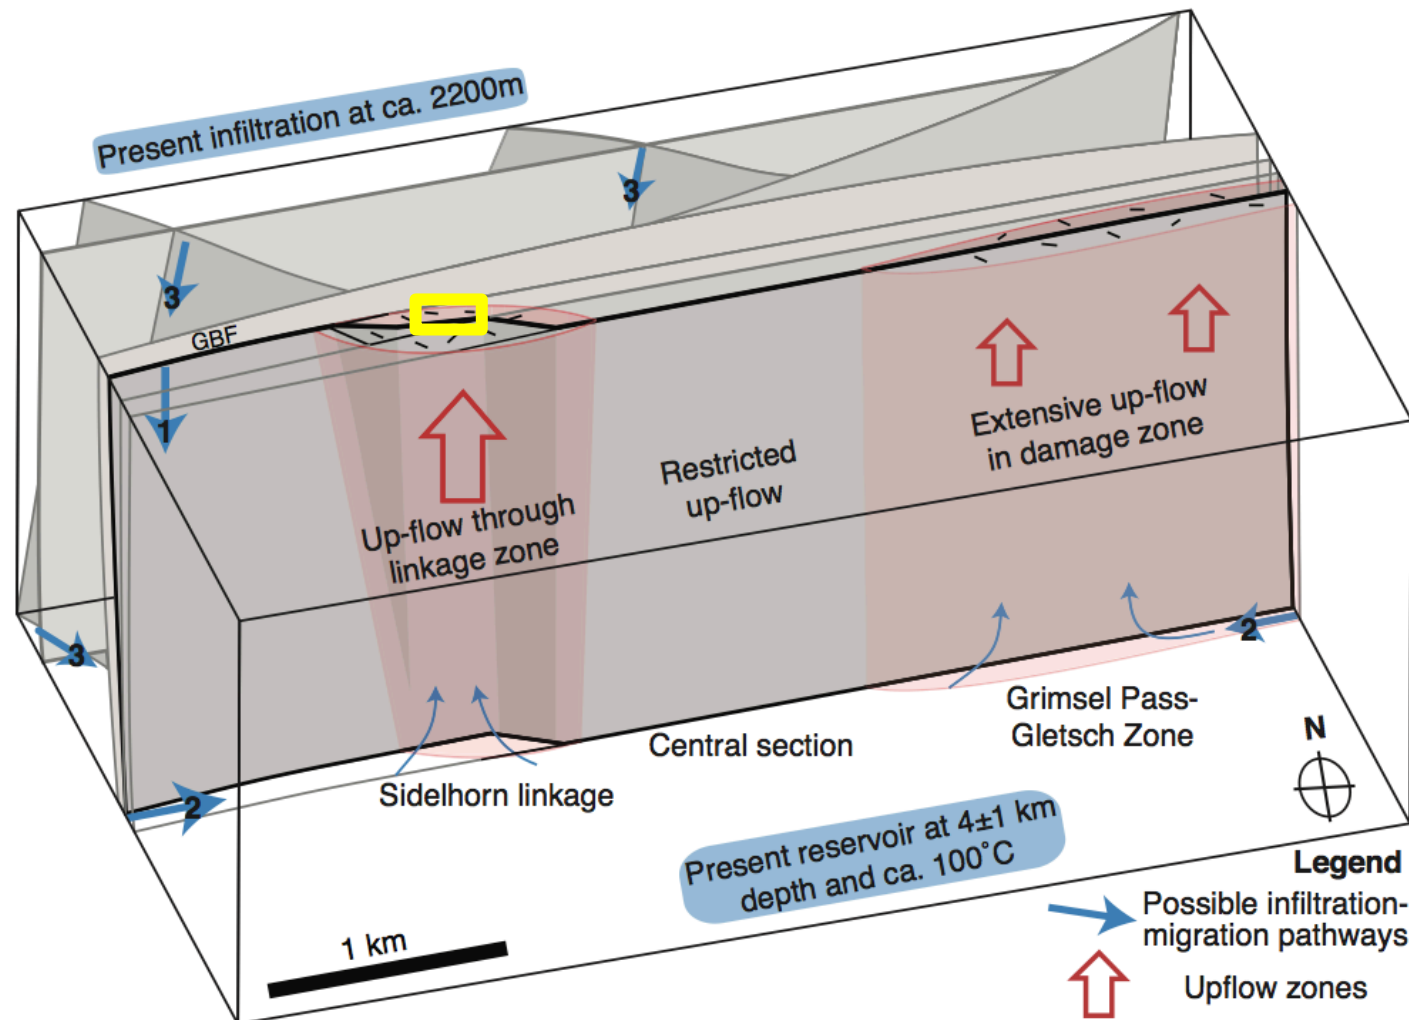 Present infiltration at ca. 2200m
3
3
GBF
1
Extensive up-flow
in damage zone
Restricted
up-flow
Up-flow through
linkage zone
3
2
Grimsel Pass-
Gletsch Zone
Central section
Sidelhorn linkage
2
N
Present reservoir at 4±1 km
depth and ca. 100˚C
Legend
1 km
Possible infiltration-
migration pathways
Upflow zones